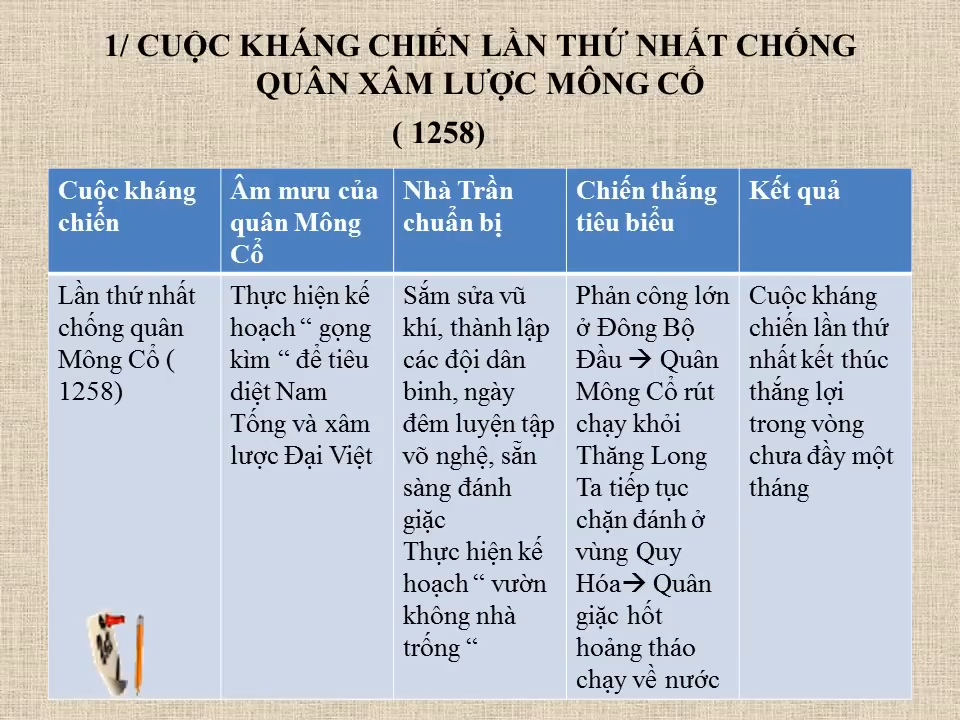 1/ CUỘC KHÁNG CHIẾN LẦN THỨ NHẤT CHỐNG
QUÂN XÂM LƯỢC MÔNG CỔ
( 1258)
Cuộc kháng
chiến
Âm mưu của
quân Mông
Cổ
Nhà Trần
chuẩn bị
Chiến thắng
tiêu biểu
Kết quả
Lần thứ nhất
chống quân
Mông Cổ (
1258)
Thực hiện kế
hoạch “ gọng
kìm “ để tiêu
diệt Nam
Tống và xâm
lược Đại Việt
Sắm sửa vũ
khí, thành lập
các đội dân
binh, ngày
đêm luyện tập
võ nghệ, sẵn
sàng đánh
giặc
Thực hiện kế
hoạch “ vườn
không nhà
trống “
Phản công lớn
ở Đông Bộ
Đầu → Quân
Mông Cổ rút
chạy khỏi
Thăng Long
Ta tiếp tục
chặn đánh ở
vùng Quy
Hóa→ Quân
giặc hốt
hoảng tháo
chạy về nước
Cuộc kháng
chiến lần thứ
nhất kết thúc
thắng lợi
trong vòng
chưa đầy một
tháng